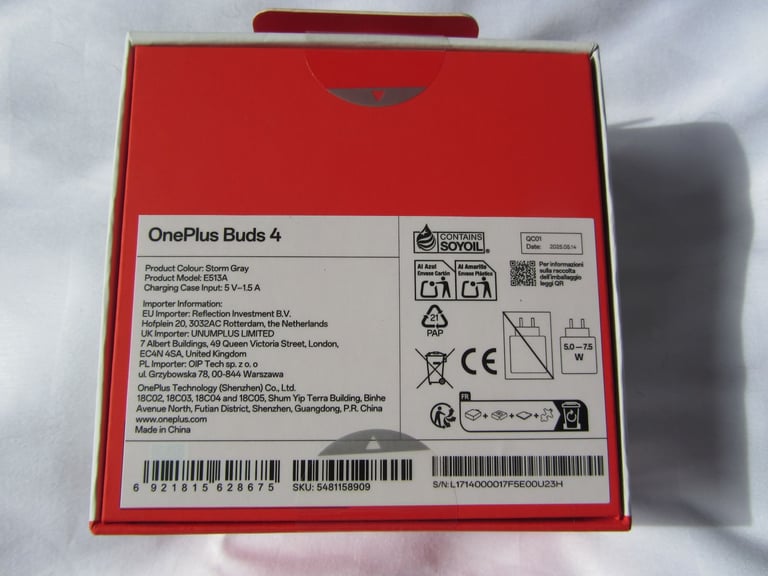 OnePlus Buds 4
Product Colour: Storm Gray
Product Model: E513A
Charging Case Input: 5 V⎓1.5 A
Importer Information:
EU Importer: Reflection Investment B.V.
Hofplein 20, 3032AC Rotterdam, the Netherlands
UK Importer: UNUMPLUS LIMITED
7 Albert Buildings, 49 Queen Victoria Street, London,
EC4N 4SA, United Kingdom
PL Importer: OIP Tech sp. z o. o
ul. Grzybowska 78, 00-844 Warszawa
OnePlus Technology (Shenzhen) Co., Ltd.
18C02, 18C03, 18C04 and 18C05, Shum Yip Terra Building, Binhe
Avenue North, Futian District, Shenzhen, Guangdong, P.R. China
www.oneplus.com
Made in China
CONTAINS
SOYOIL®
QC01
Date: 2025.05.14
Al Azul
Envase Cartón
Al Amarillo
Envase Plástico
Per informazioni
sulla raccolta
dell'imballaggio
leggi QR
21
PAP
CE
5.0 — 7.5
W
FR
6 921815 628675
SKU: 5481158909
S/N:L1714000017F5E00U23H